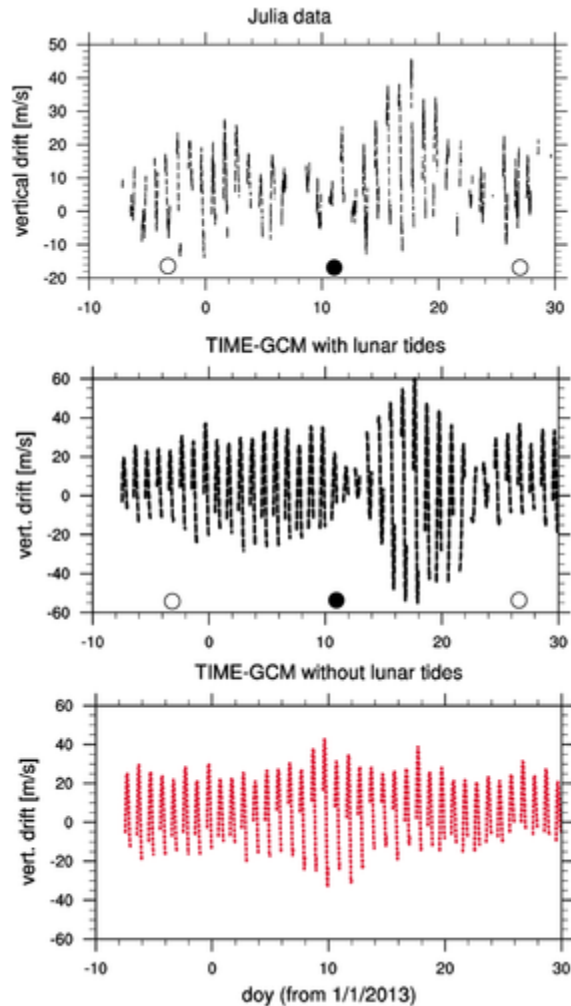 Julia data
vertical drift [m/s]
50
40
30
20
10
0
-10
-20
-10 0 10 20 30
TIME-GCM with lunar tides
vert. drift [m/s]
60
40
20
0
-20
-40
-60
-10 0 10 20 30
TIME-GCM without lunar tides
vert. drift [m/s]
60
40
20
0
-20
-40
-60
-10 0 10 20 30
doy (from 1/1/2013)